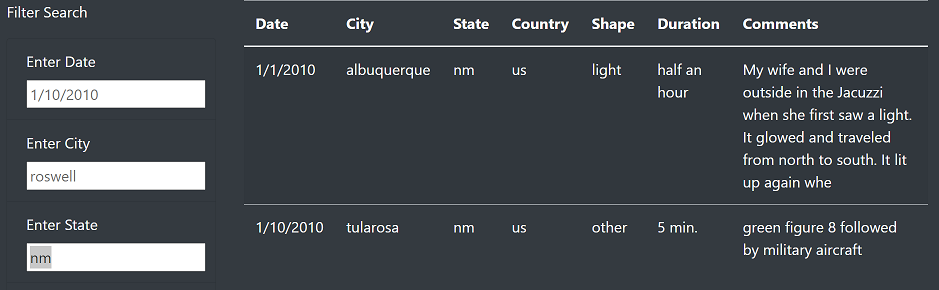 Filter Search
Enter Date
1/10/2010
Enter City
roswell
Enter State
nm
Date City State Country Shape Duration Comments
1/1/2010 albuquerque nm us light half an My wife and I were
hour outside in the Jacuzzi
when she first saw a light.
It glowed and traveled
from north to south. It lit
up again whe
1/10/2010 tularosa nm us other 5 min. green figure 8 followed
by military aircraft